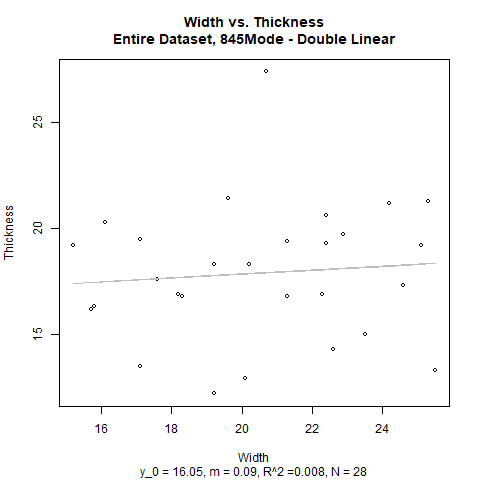 Width vs. Thickness
Entire Dataset, 845Mode - Double Linear
Thickness
25
20
15
16 18 20 22 24
Width
y_0 = 16.05, m = 0.09, R^2 =0.008, N = 28